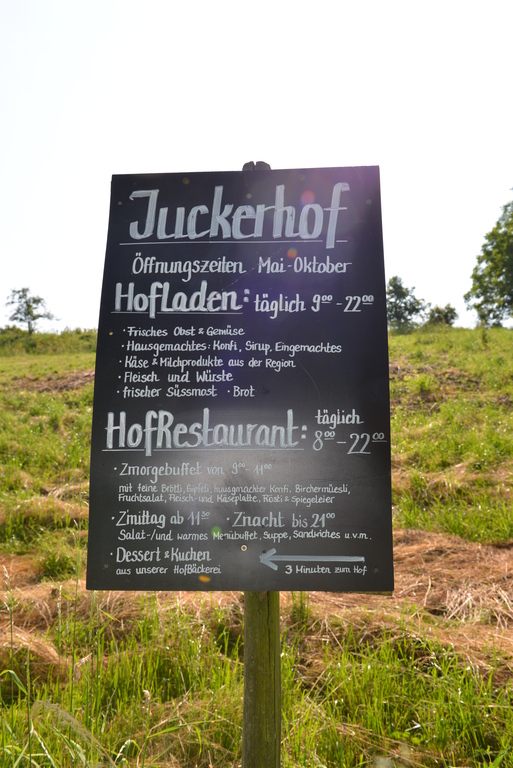 Juckerhof
Öffnungszeiten Mai-Oktober
Hofladen: täglich 9⁰⁰ - 22⁰⁰
· Frisches Obst & Gemüse
· Hausgemachtes: Konfi, Sirup, Eingemachtes
· Käse & Milchprodukte aus der Region
· Fleisch und Würste
· frischer Süssmost · Brot
HofRestaurant: täglich 8⁰⁰ - 22⁰⁰
· Zmorgebuffet von 9⁰⁰ - 11⁰⁰
mit feine Brötli, Gipfeli, hausgmachter Konfi, Birchermüesli,
Fruchtsalat, Fleisch- und Käseplatte, Rösti & Spiegeleier
· Zmittag ab 11³⁰ · Znacht bis 21⁰⁰
Salat-/und warmes Menübuffet, Suppe, Sandwiches u.v.m.
· Dessert & Kuchen
aus unserer HofBäckerei
3 Minuten zum Hof